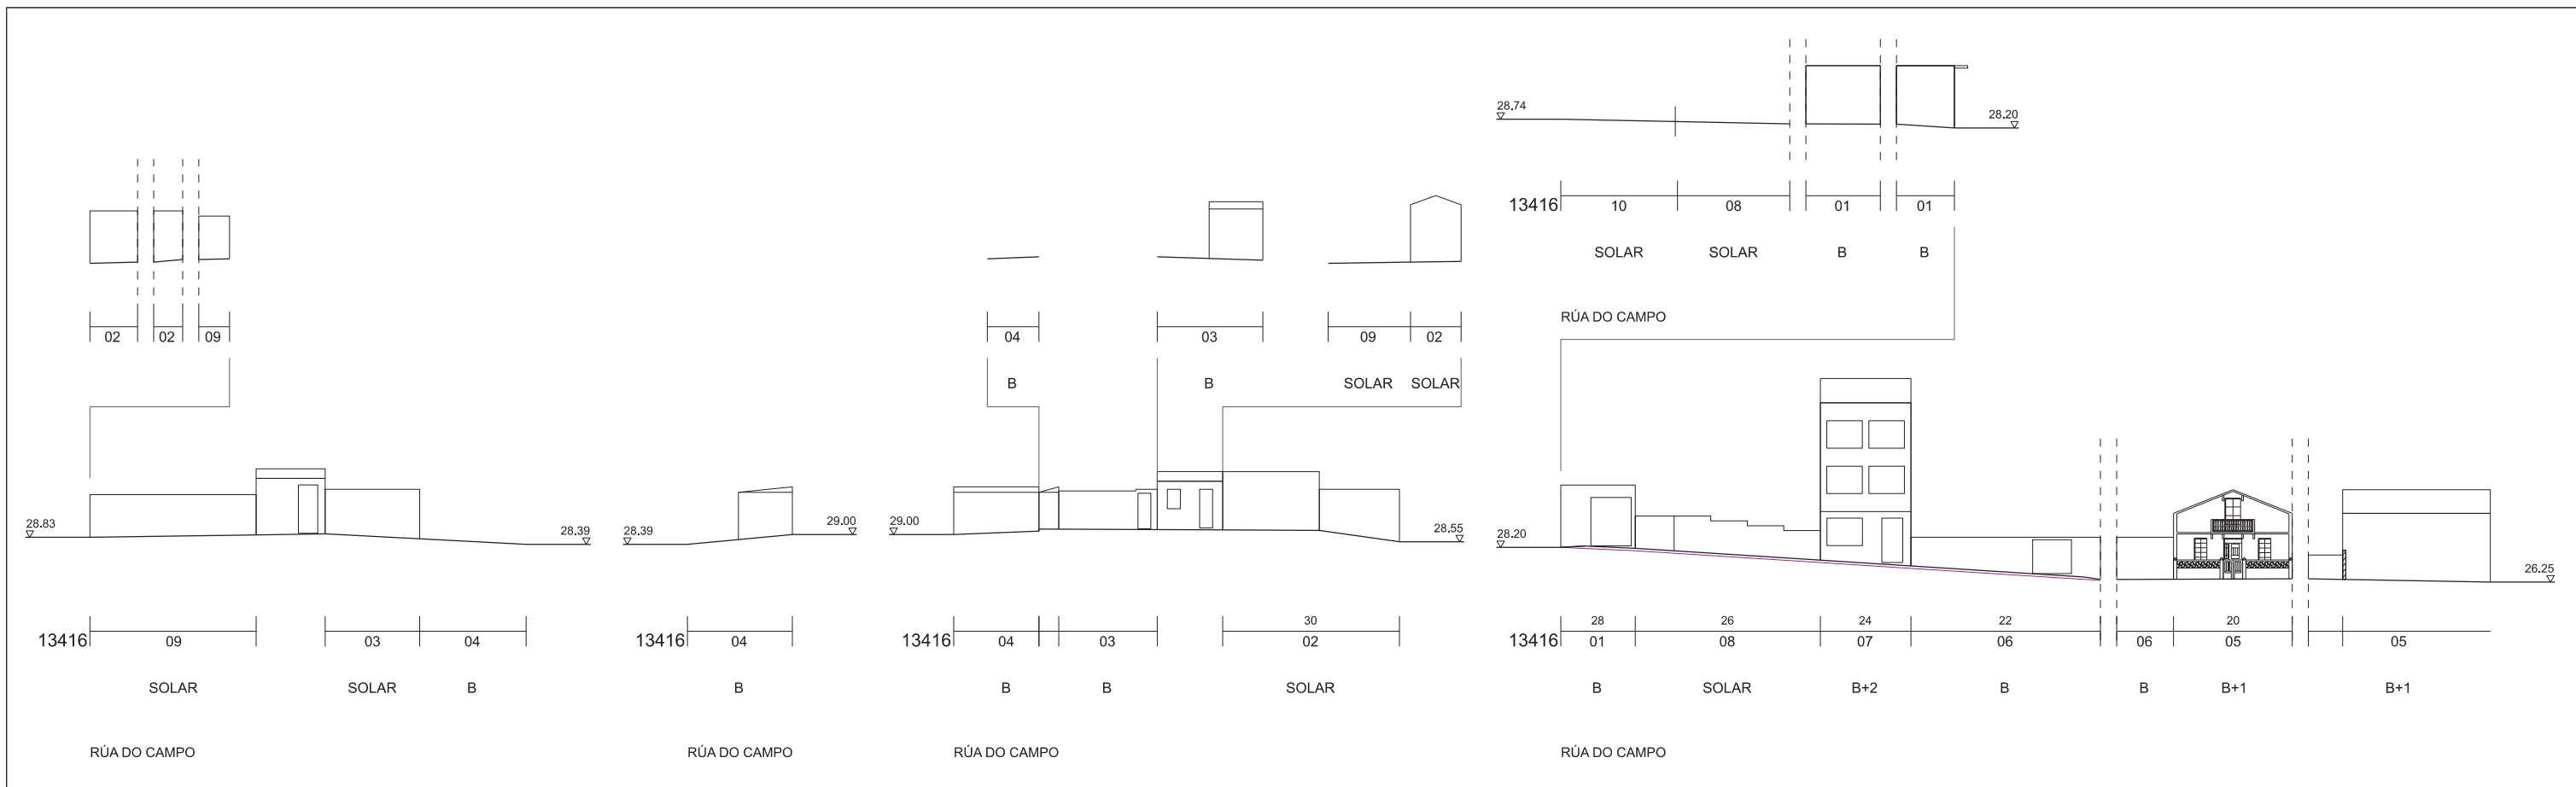 28.74
28.20
13416 10 08 01 01
SOLAR SOLAR B B
RÚA DO CAMPO
02 02 09
04 03 09 02
B B SOLAR SOLAR
28.83
28.39
13416 09 03 04
SOLAR SOLAR B
RÚA DO CAMPO
28.39
29.00
13416 04
B
RÚA DO CAMPO
29.00
28.55
30
13416 04 03 02
B B SOLAR
RÚA DO CAMPO
28.20
26.25
28 26 24 22 20
13416 01 08 07 06 06 05 05
B SOLAR B+2 B B B+1 B+1
RÚA DO CAMPO